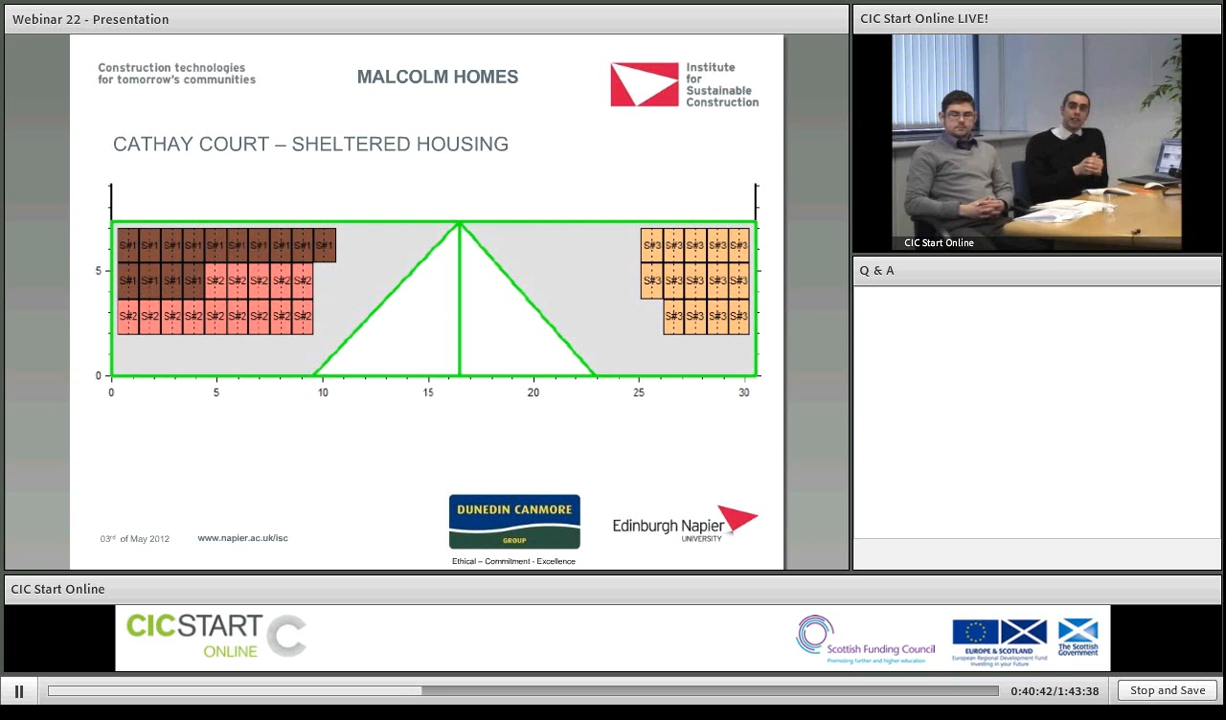 Webinar 22 - Presentation
Construction technologies
for tomorrow's communities
MALCOLM HOMES
Institute
for
Sustainable
Construction
CATHAY COURT – SHELTERED HOUSING
S#1 S#1 S#1 S#1 S#1 S#1 S#1 S#1 S#1 S#1 S#3 S#3 S#3 S#3 S#3
5 S#1 S#1 S#1 S#1 S#2 S#2 S#2 S#2 S#2 S#3 S#3 S#3 S#3 S#3 5
S#2 S#2 S#2 S#2 S#2 S#2 S#2 S#2 S#2 S#3 S#3 S#3 S#3
0 0
0 5 10 15 20 25 30
03rd of May 2012 www.napier.ac.uk/isc
DUNEDIN CANMORE
GROUP
Ethical – Commitment - Excellence
Edinburgh Napier
UNIVERSITY
CIC Start Online LIVE!
CIC Start Online
Q & A
CIC Start Online
CICSTART
ONLINE
Scottish Funding Council
Promoting further and higher education
EUROPE & SCOTLAND
European Regional Development Fund
Investing in your Future
The Scottish
Government
0:40:42/1:43:38
Stop and Save